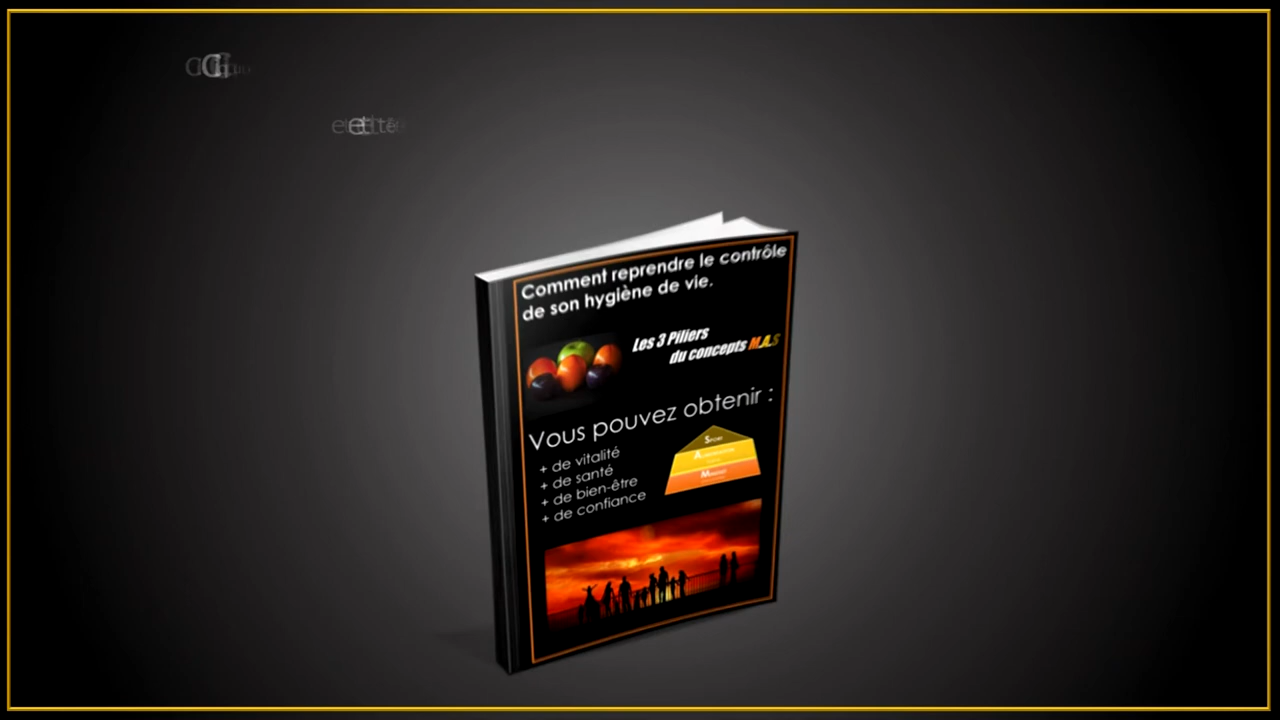 Comment reprendre le contrôle
de son hygiène de vie.
Les 3 Piliers
du concepts M.A.S
Vous pouvez obtenir :
+ de vitalité
+ de santé
+ de bien-être
+ de confiance